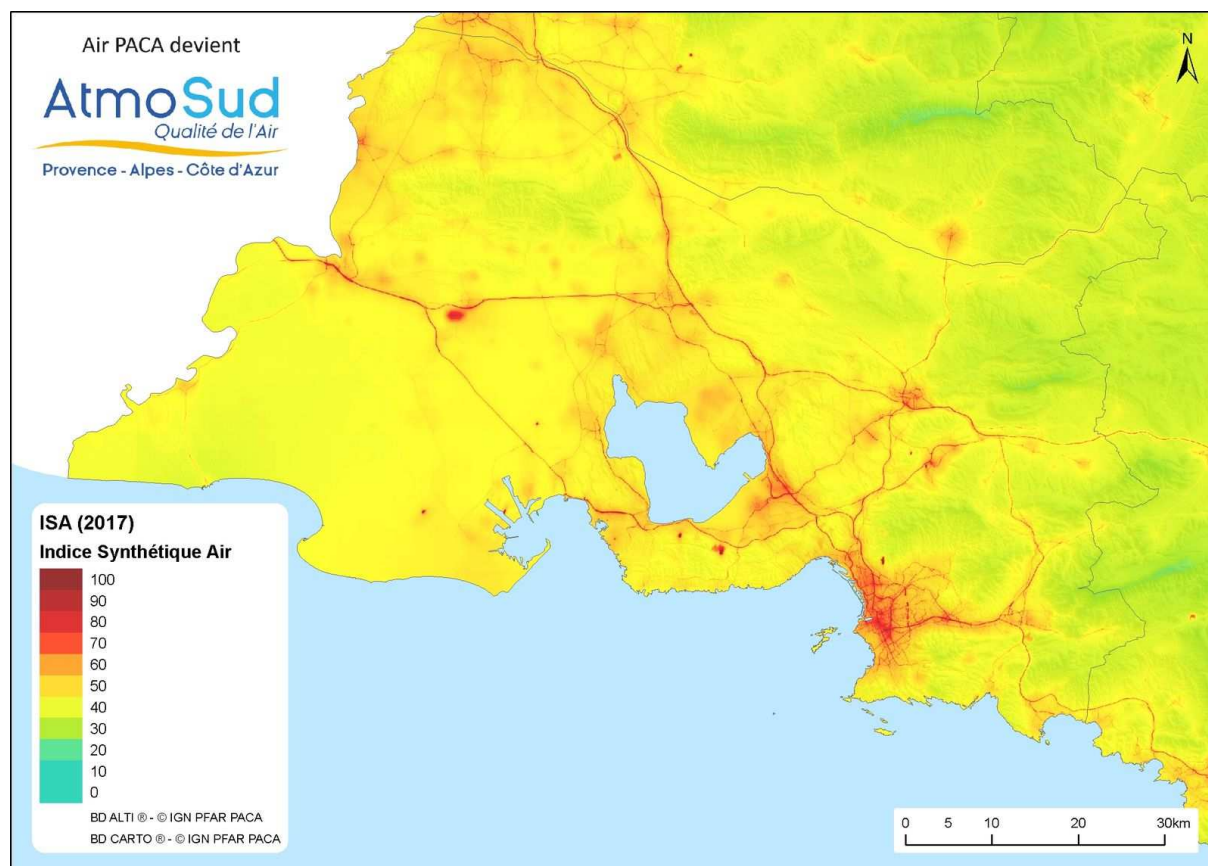 Air PACA devient
AtmoSud
Qualité de l'Air
Provenсe - Alpes - Côte d'Azur
N
ISA (2017)
Indice Synthétique Air
100
90
80
70
60
50
40
30
20
10
0
BD ALTI ® - © IGN PFAR PACA
BD CARTO ® - © IGN PFAR PACA
0 5 10 20 30km